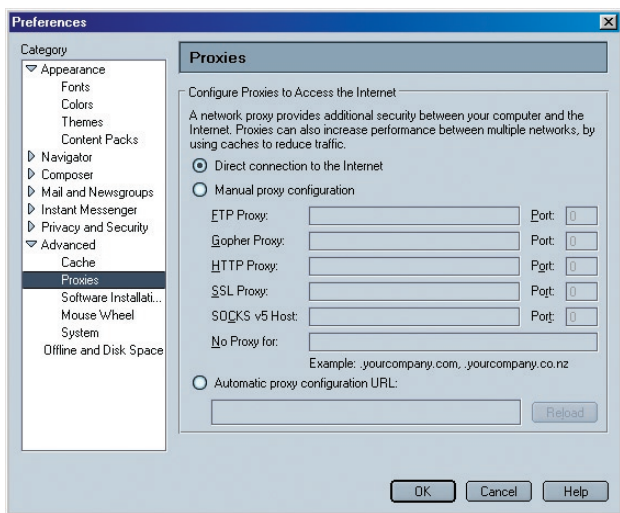 Preferences
Category
Appearance
Fonts
Colors
Themes
Content Packs
Navigator
Composer
Mail and Newsgroups
Instant Messenger
Privacy and Security
Advanced
Cache
Proxies
Software Installati...
Mouse Wheel
System
Offline and Disk Space
Proxies
Configure Proxies to Access the Internet
A network proxy provides additional security between your computer and the
Internet. Proxies can also increase performance between multiple networks, by
using caches to reduce traffic.
Direct connection to the Internet
Manual proxy configuration
FTP Proxy: Port: 0
Gopher Proxy: Port: 0
HTTP Proxy: Port: 0
SSL Proxy: Port: 0
SOCKS v5 Host: Port: 0
No Proxy for:
Example: .yourcompany.com, .yourcompany.co.nz
Automatic proxy configuration URL:
Reload
OK Cancel Help